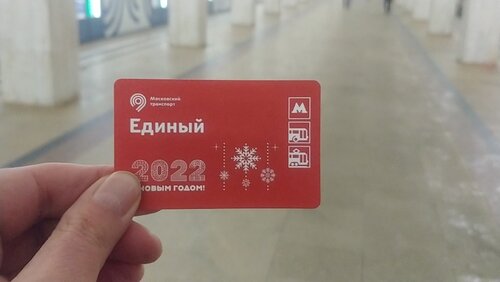 Московский
транспорт
Единый
М
2022
НОВЫМ ГОДОМ!